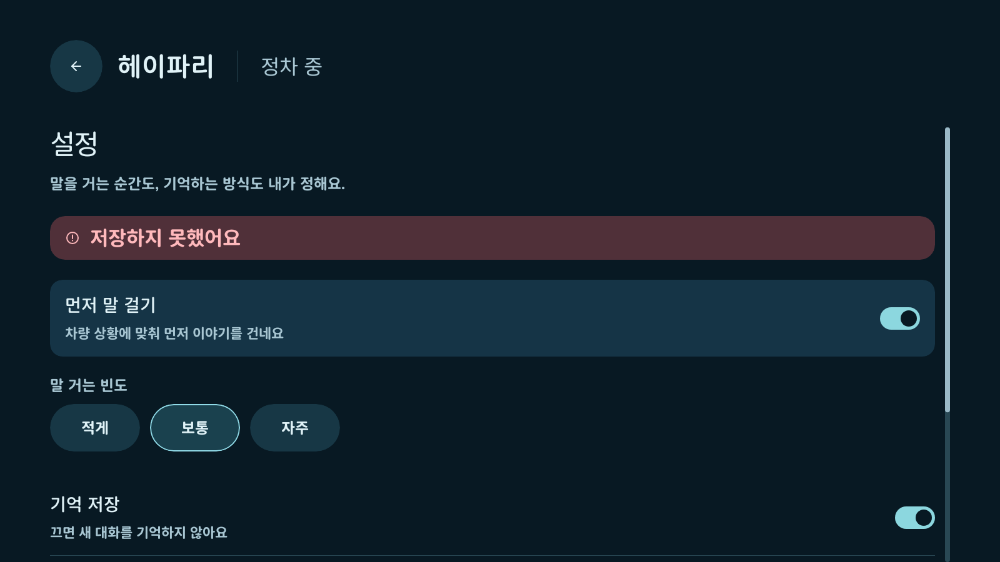 헤이파리
정차 중
설정
말을 거는 순간도, 기억하는 방식도 내가 정해요.
저장하지 못했어요
먼저 말 걸기
차량 상황에 맞춰 먼저 이야기를 건네요
말 거는 빈도
적게 보통 자주
기억 저장
끄면 새 대화를 기억하지 않아요